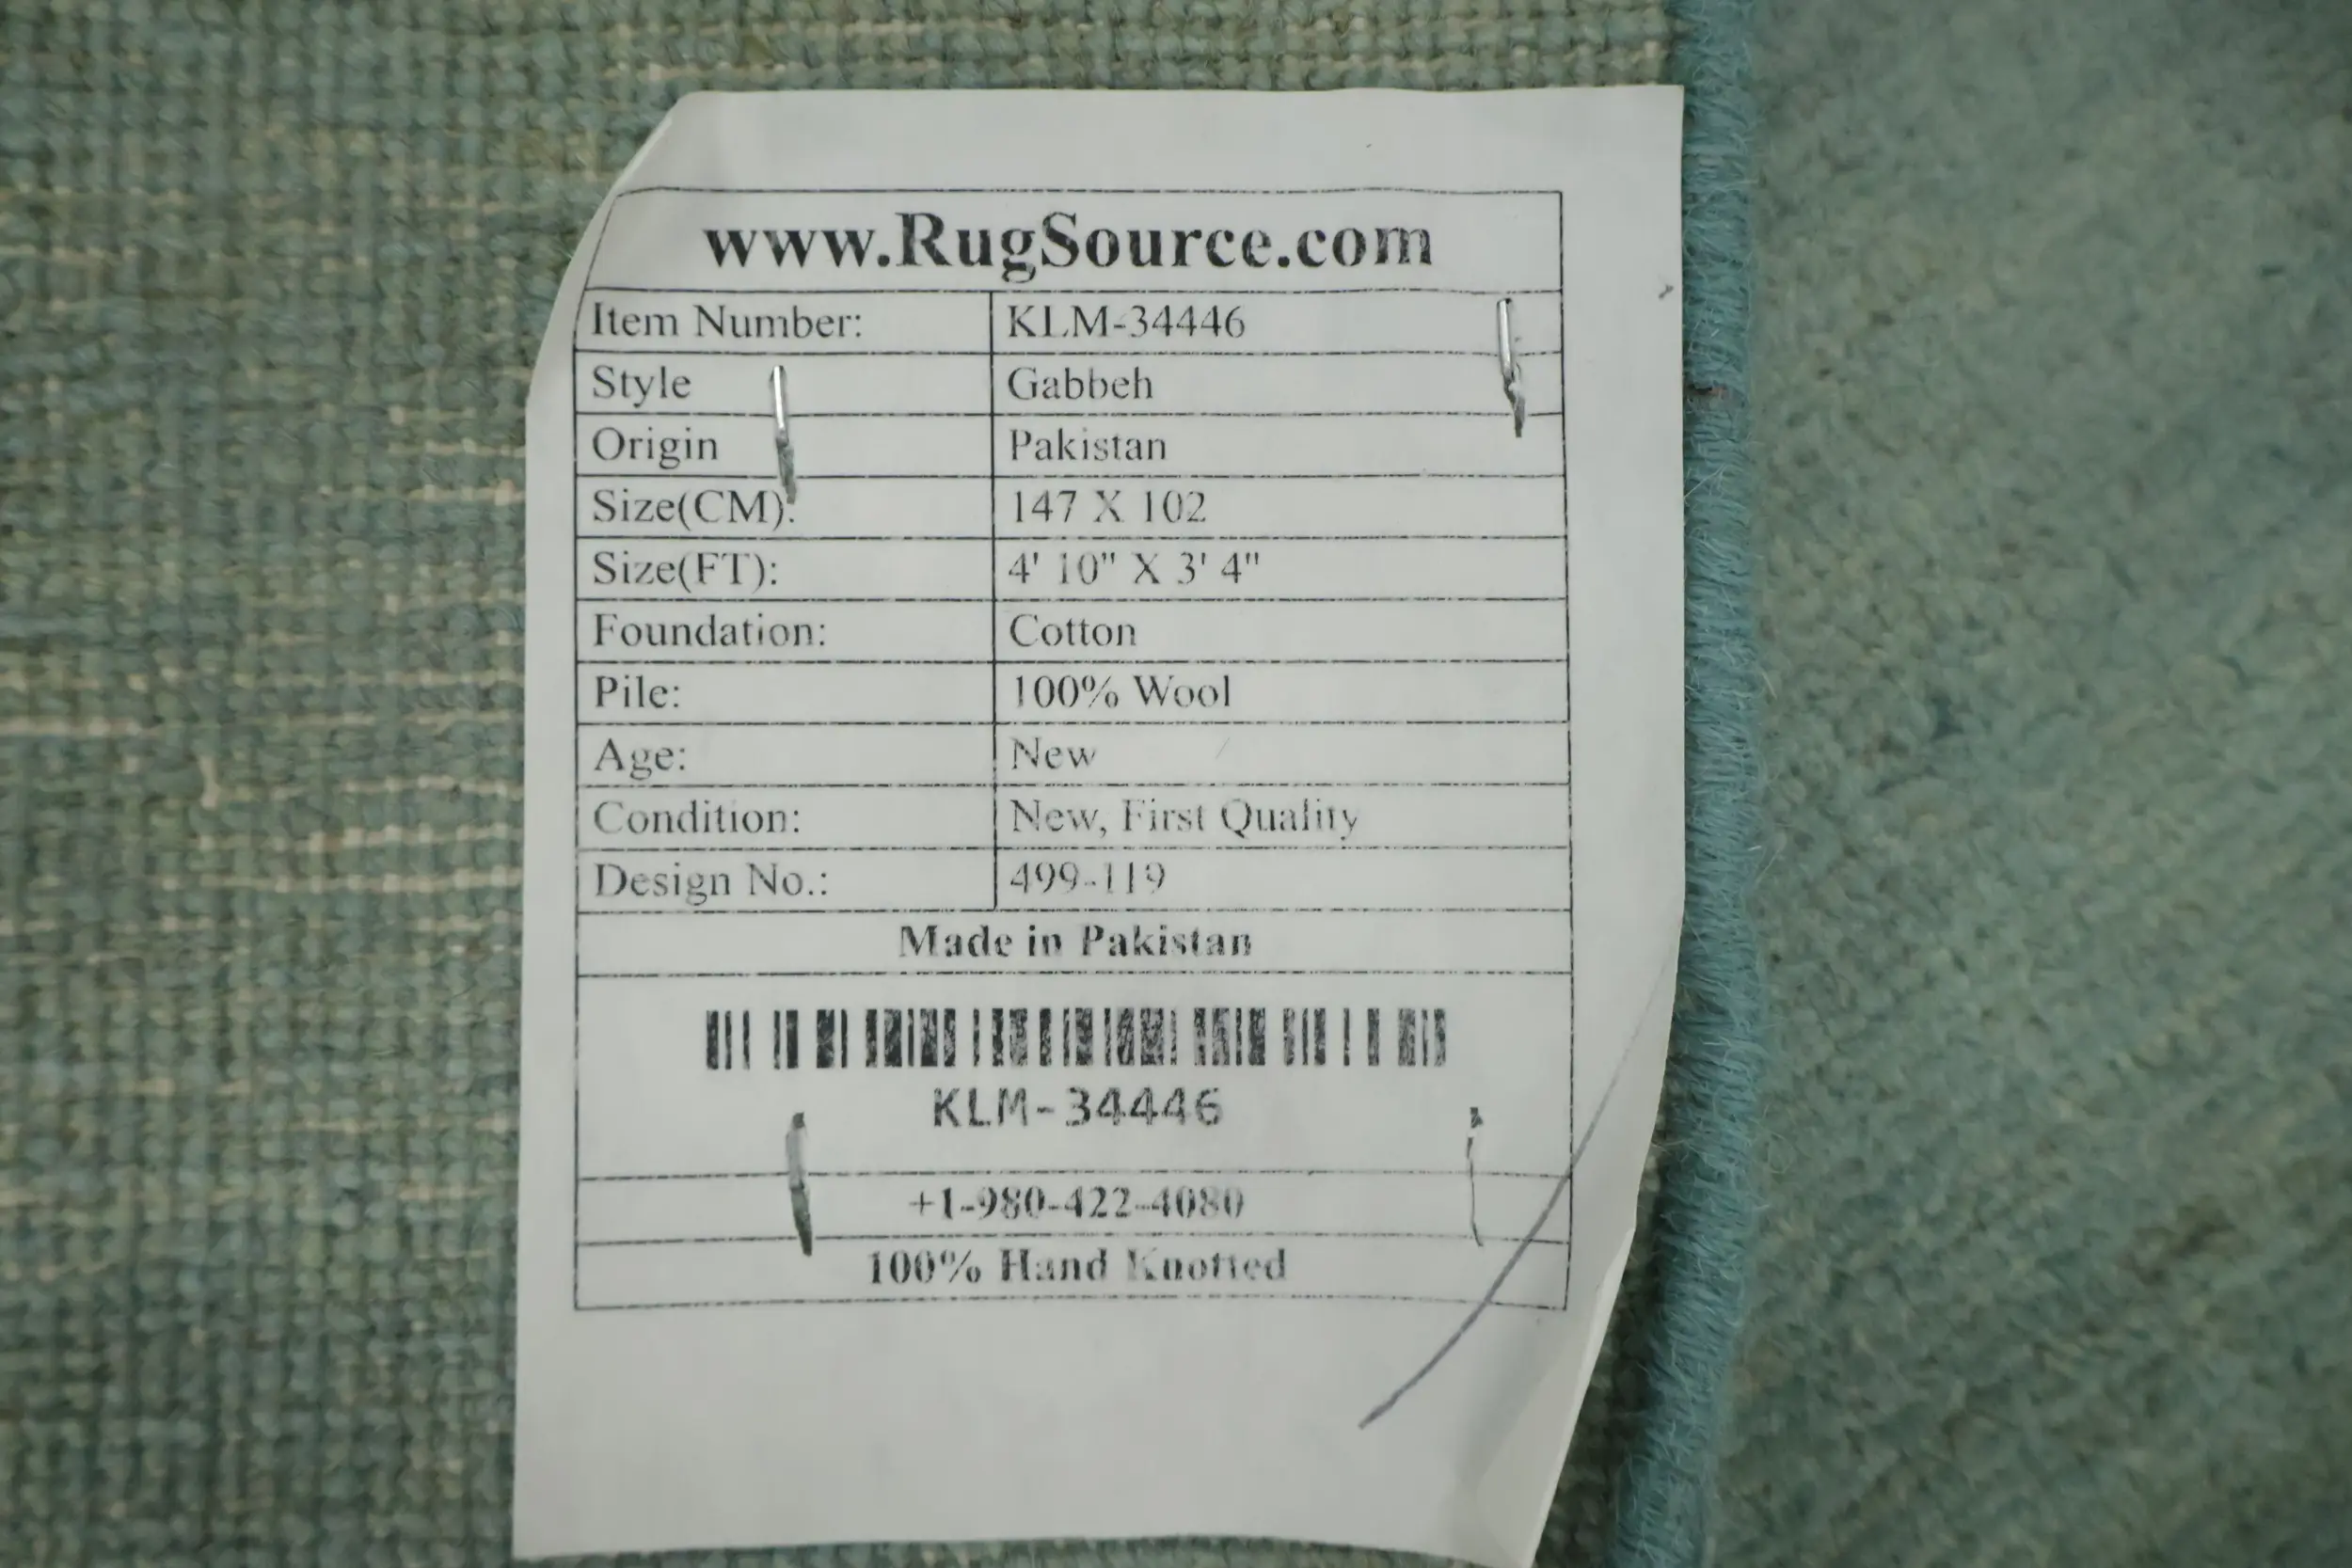 www.RugSource.com
Item Number: KLM-34446
Style Gabbeh
Origin Pakistan
Size(CM): 147 X 102
Size(FT): 4' 10" X 3' 4"
Foundation: Cotton
Pile: 100% Wool
Age: New
Condition: New, First Quality
Design No.: 499-119
Made in Pakistan
KLM-34446
+1-980-422-4080
100% Hand Knotted